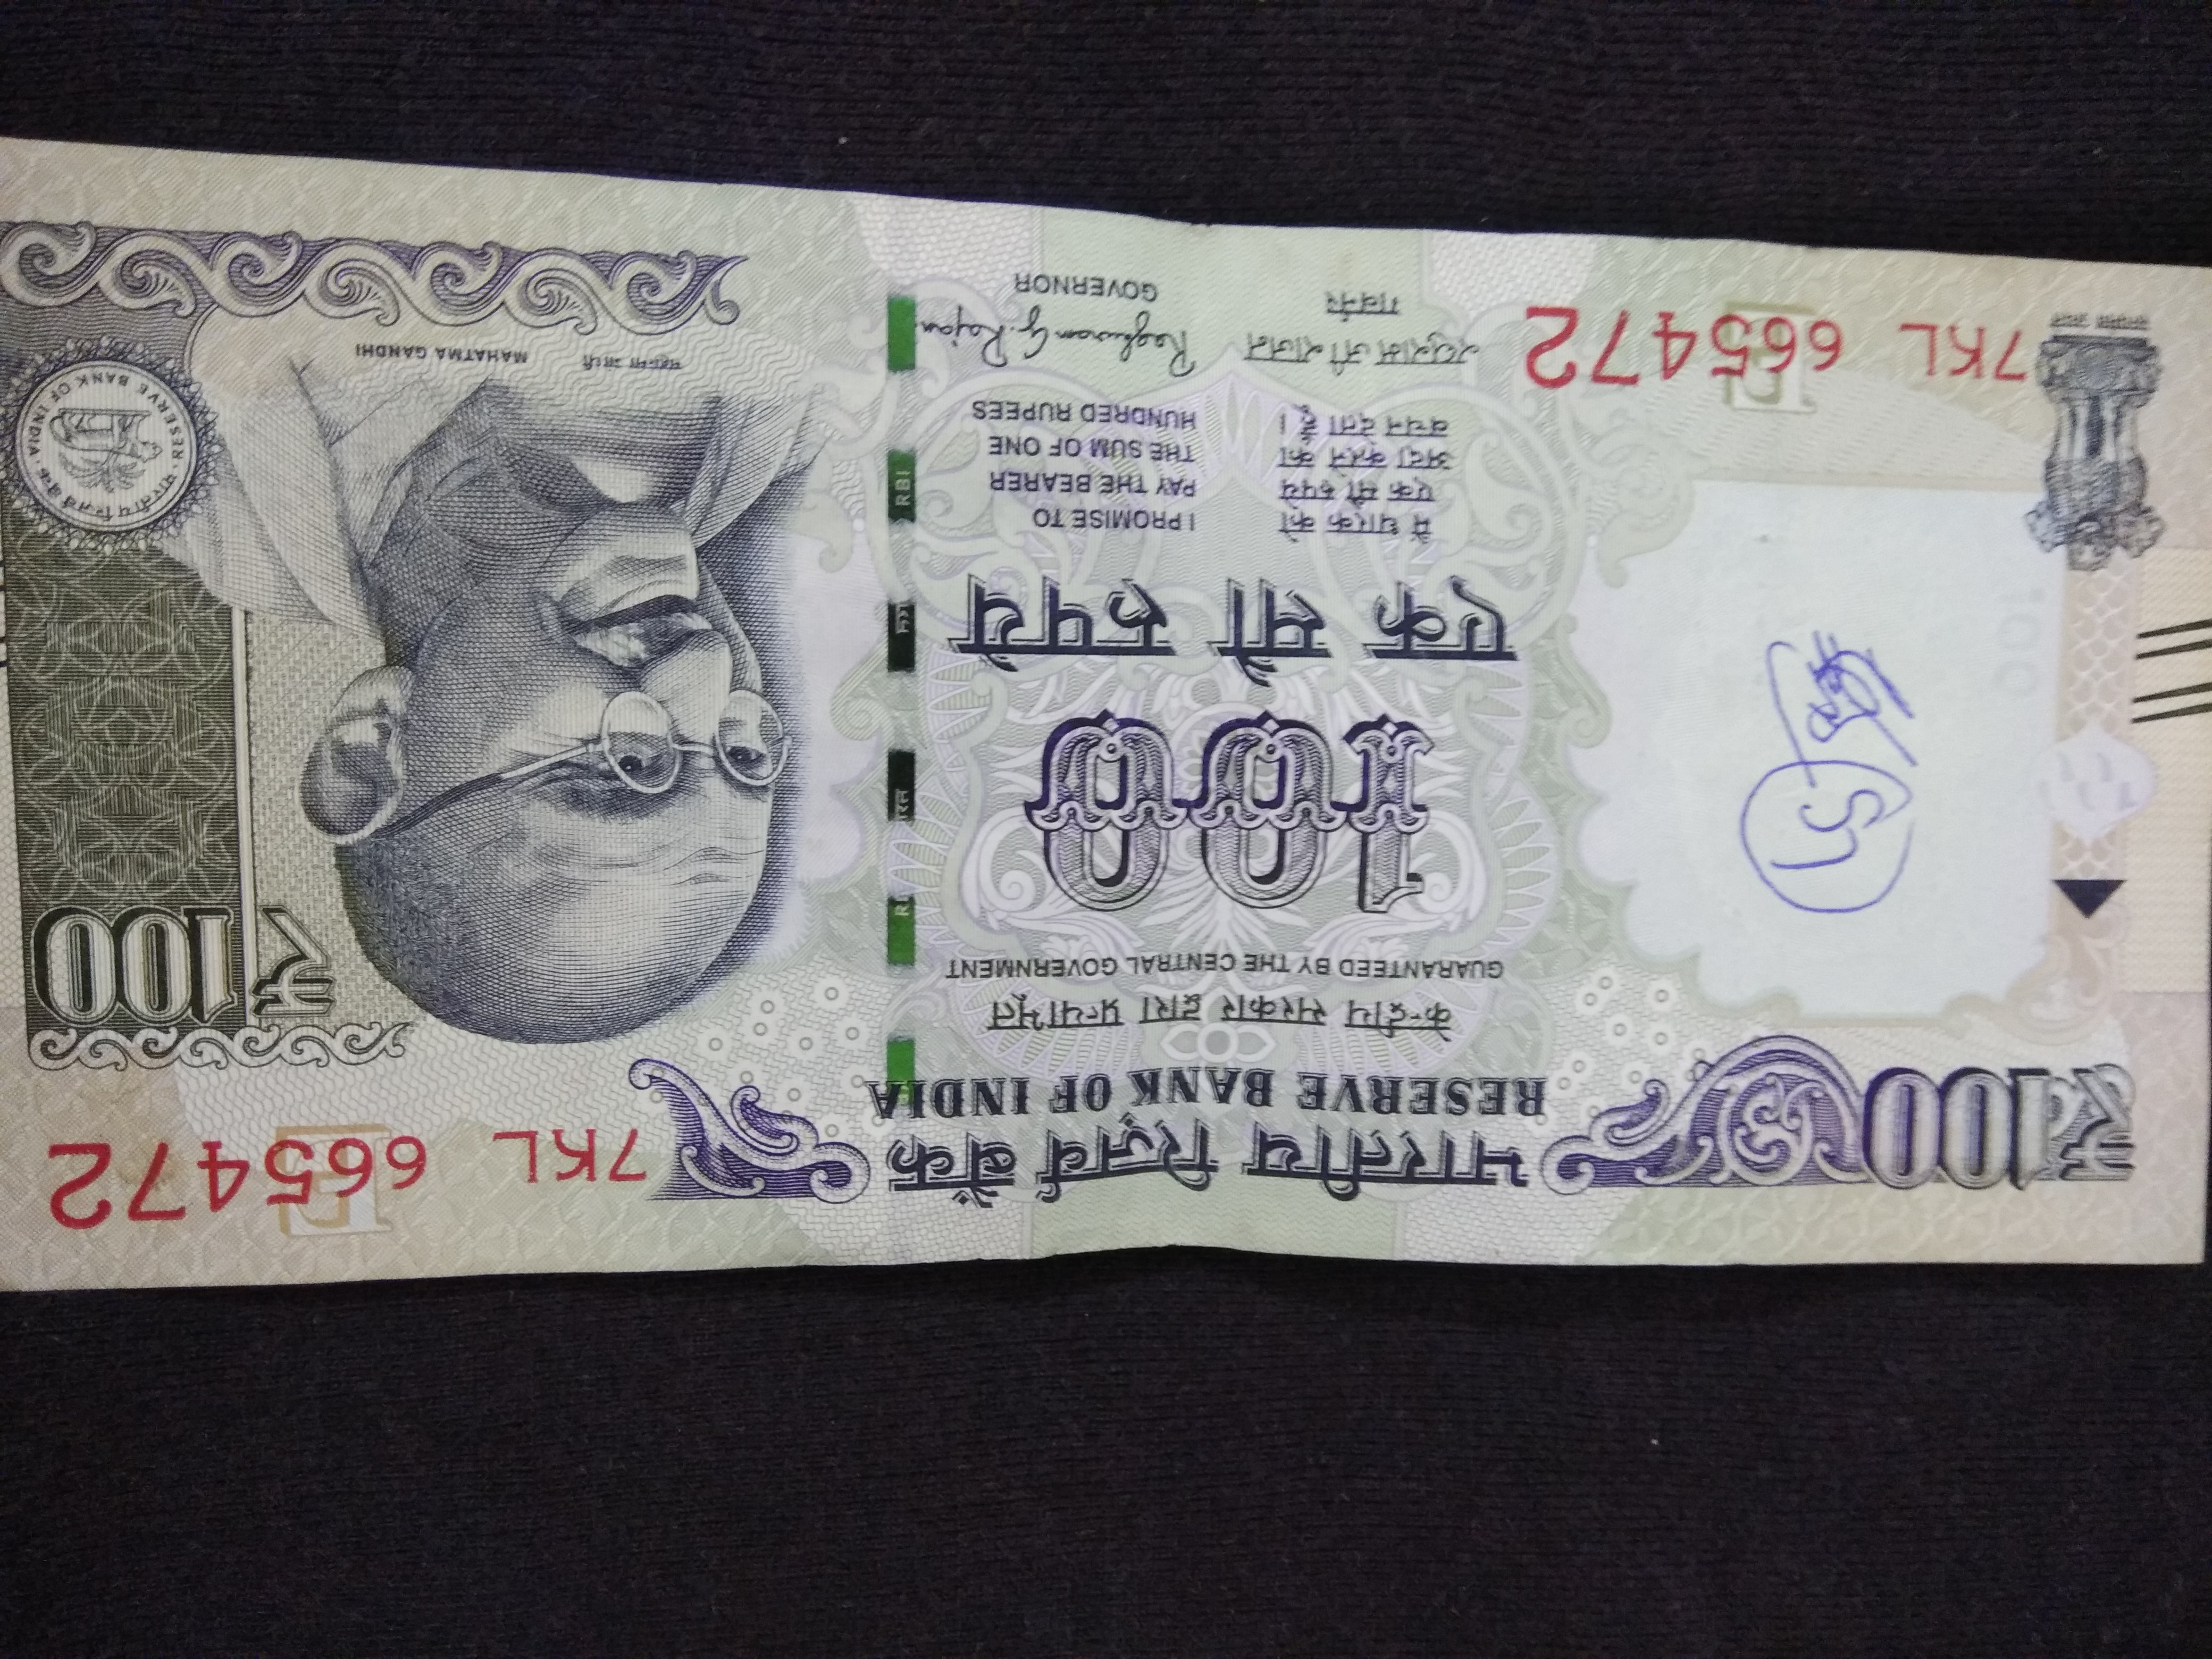 ₹100
भारतीय रिज़र्व बैंक
RESERVE BANK OF INDIA
7KL 665472
केन्द्रीय सरकार द्वारा प्रत्याभूत
GUARANTEED BY THE CENTRAL GOVERNMENT
₹100
100
एक सौ रुपये
मैं धारक को
एक सौ रुपये
अदा करने का
वचन देता हूँ ।
I PROMISE TO
PAY THE BEARER
THE SUM OF ONE
HUNDRED RUPEES
RBI
भारतीय रिज़र्व बैंक
RESERVE BANK OF INDIA
7KL 665472
रघुराम जी राजन
Raghuram G. Rajan
गवर्नर
GOVERNOR
महात्मा गांधी
MAHATMA GANDHI
सत्यमेव जयते